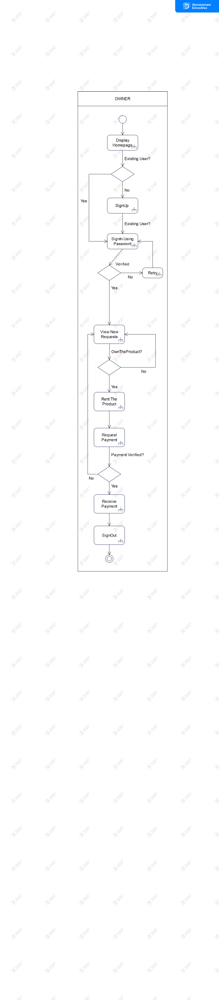 Wondershare
EdrawMax
OWNER
Display
Homepage
Existing User?
No
Yes
SignUp
Existing User?
SignIn Using
Password
Verified
No
Retry
Yes
View New
Requests
OwnTheProduct?
No
Yes
Rent The
Product
Request
Payment
Payment Verified?
No
Yes
Receive
Payment
SignOut